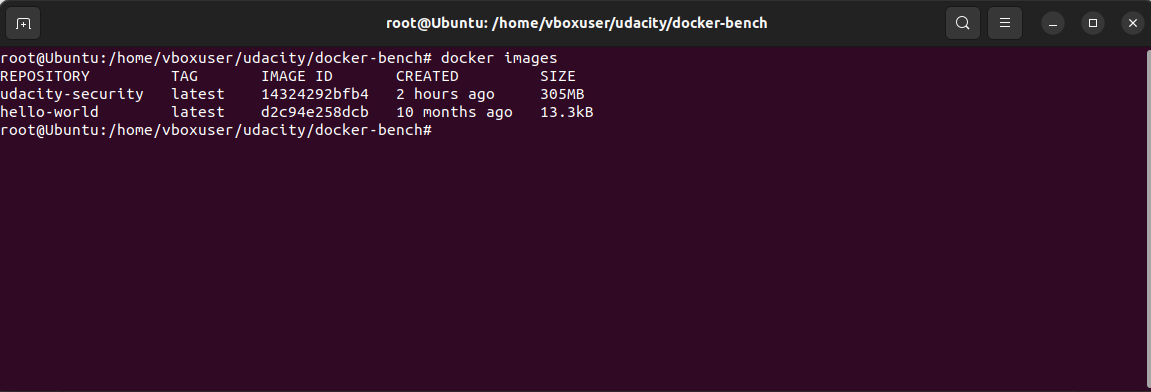 root@Ubuntu: /home/vboxuser/udacity/docker-bench
root@Ubuntu:/home/vboxuser/udacity/docker-bench# docker images
REPOSITORY         TAG       IMAGE ID       CREATED         SIZE
udacity-security   latest    14324292bfb4   2 hours ago     305MB
hello-world        latest    d2c94e258dcb   10 months ago   13.3kB
root@Ubuntu:/home/vboxuser/udacity/docker-bench#